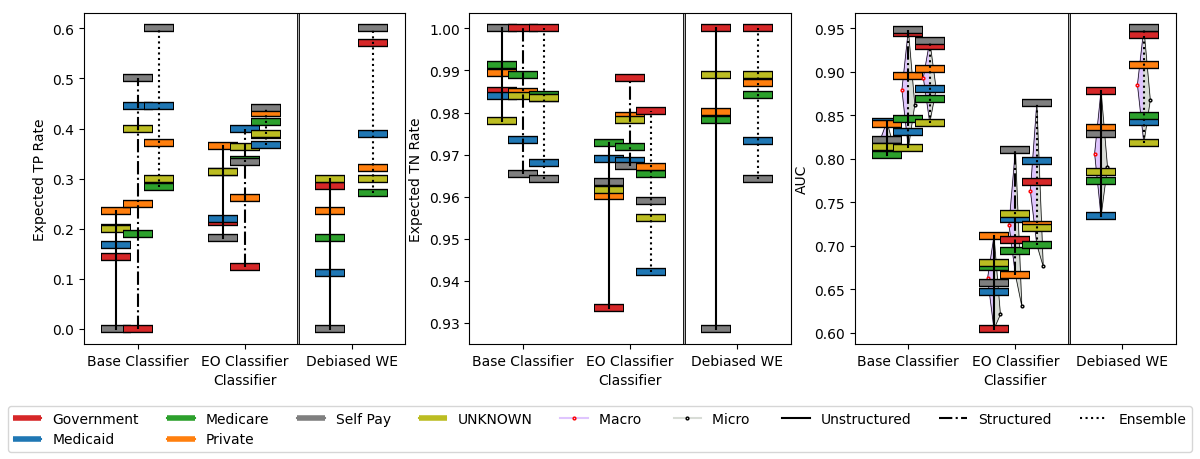 Expected TP Rate
0.6
0.5
0.4
0.3
0.2
0.1
0.0
Base Classifier
EO Classifier
Debiased WE
Classifier
Expected TN Rate
1.00
0.99
0.98
0.97
0.96
0.95
0.94
0.93
Base Classifier
EO Classifier
Debiased WE
Classifier
AUC
0.95
0.90
0.85
0.80
0.75
0.70
0.65
0.60
Base Classifier
EO Classifier
Debiased WE
Classifier
Government
Medicare
Self Pay
UNKNOWN
Macro
Micro
Unstructured
Structured
Ensemble
Medicaid
Private